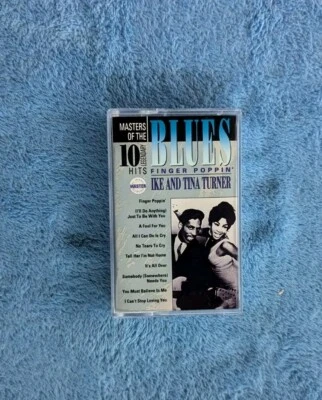 MASTERS OF THE
BLUES
10 LEGENDARY HITS
FINGER POPPIN'
IKE AND TINA TURNER
MASTER
Finger Poppin'
(I'll Do Anything)
Just To Be With You
A Fool For You
All I Can Do Is Cry
No Tears To Cry
Tell Her I'm Not Home
It's All Over
Somebody (Somewhere)
Needs You
You Must Believe In Me
I Can't Stop Loving You